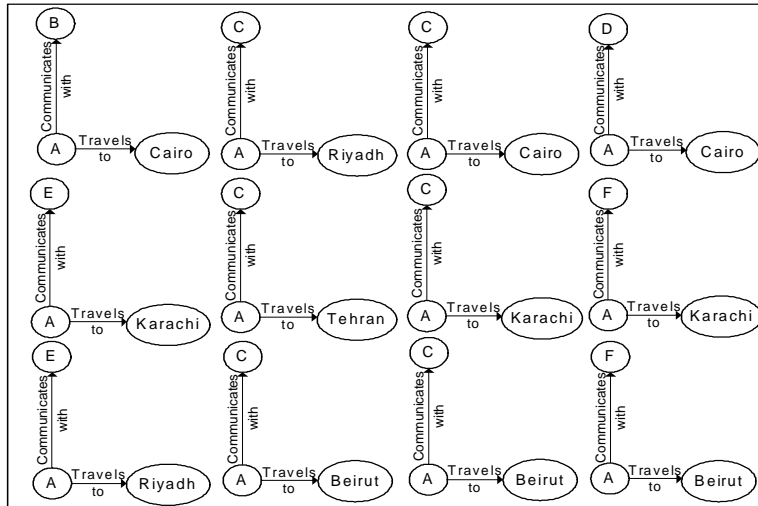 B
Communicates
with
A
Travels
to
Cairo
C
Communicates
with
A
Travels
to
Riyadh
C
Communicates
with
A
Travels
to
Cairo
D
Communicates
with
A
Travels
to
Cairo
E
Communicates
with
A
Travels
to
Karachi
C
Communicates
with
A
Travels
to
Tehran
C
Communicates
with
A
Travels
to
Karachi
F
Communicates
with
A
Travels
to
Karachi
E
Communicates
with
A
Travels
to
Riyadh
C
Communicates
with
A
Travels
to
Beirut
C
Communicates
with
A
Travels
to
Beirut
F
Communicates
with
A
Travels
to
Beirut